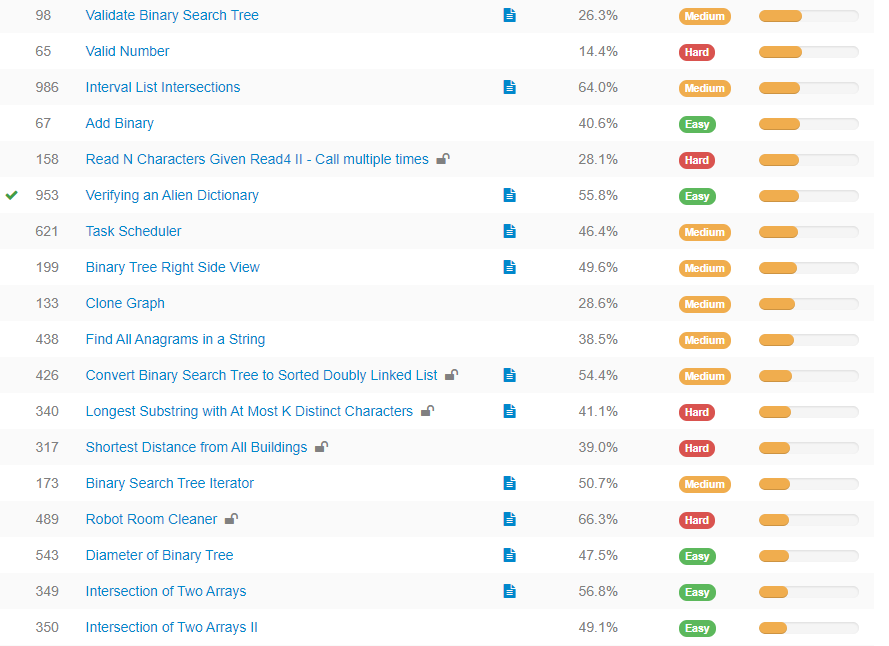 98 Validate Binary Search Tree 26.3% Medium
65 Valid Number 14.4% Hard
986 Interval List Intersections 64.0% Medium
67 Add Binary 40.6% Easy
158 Read N Characters Given Read4 II - Call multiple times 28.1% Hard
953 Verifying an Alien Dictionary 55.8% Easy
621 Task Scheduler 46.4% Medium
199 Binary Tree Right Side View 49.6% Medium
133 Clone Graph 28.6% Medium
438 Find All Anagrams in a String 38.5% Medium
426 Convert Binary Search Tree to Sorted Doubly Linked List 54.4% Medium
340 Longest Substring with At Most K Distinct Characters 41.1% Hard
317 Shortest Distance from All Buildings 39.0% Hard
173 Binary Search Tree Iterator 50.7% Medium
489 Robot Room Cleaner 66.3% Hard
543 Diameter of Binary Tree 47.5% Easy
349 Intersection of Two Arrays 56.8% Easy
350 Intersection of Two Arrays II 49.1% Easy